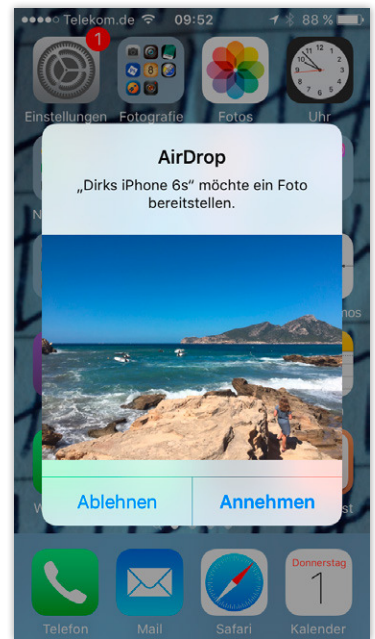 Telekom.de 09:52 88 %
1
Einstellungen Fotografie Fotos Uhr
AirDrop
„Dirks iPhone 6s“ möchte ein Foto
bereitstellen.
Ablehnen Annehmen
Donnerstag
1
Telefon Mail Safari Kalender